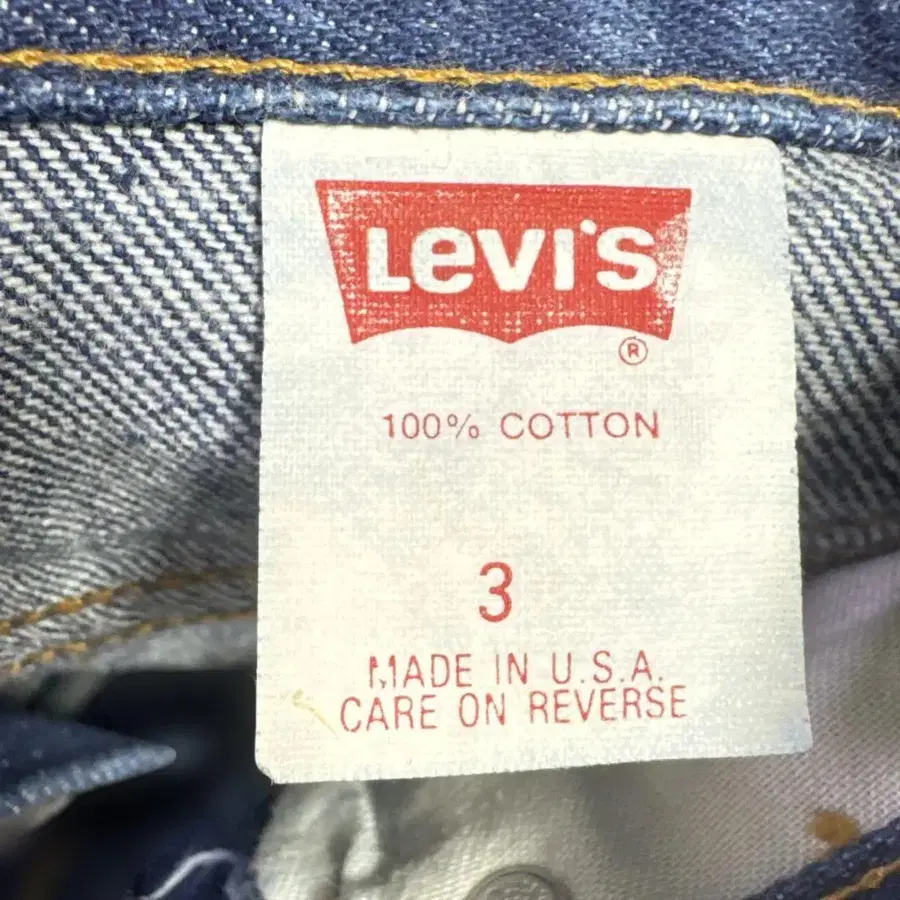 Levi's
®
100% COTTON
3
MADE IN U.S.A.
CARE ON REVERSE